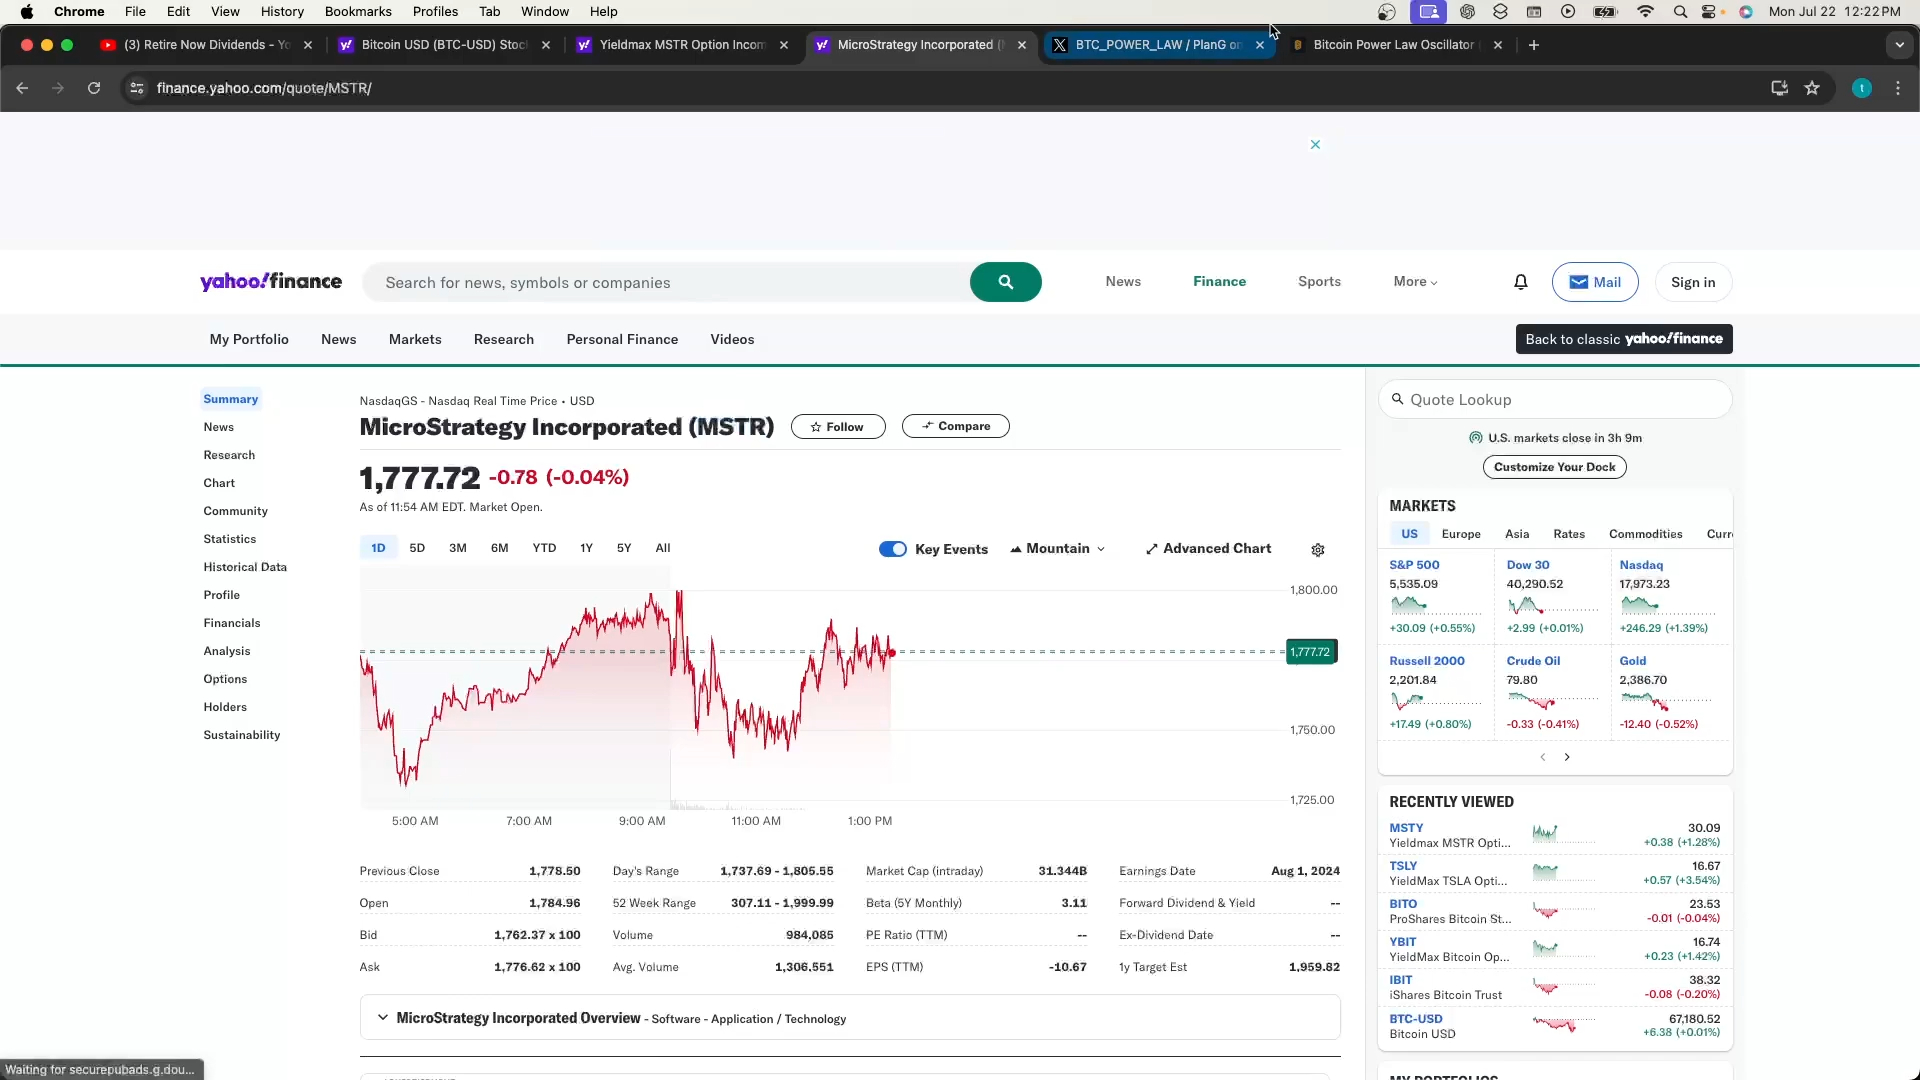 Chrome File Edit View History Bookmarks Profiles Tab Window Help Mon Jul 22 12:22 PM
(3) Retire Now Dividends - Yo
Bitcoin USD (BTC-USD) Stoc
Yieldmax MSTR Option Incom
MicroStrategy Incorporated (
BTC_POWER_LAW / PlanG on
Bitcoin Power Law Oscillator
finance.yahoo.com/quote/MSTR/
t
yahoo!finance
Search for news, symbols or companies
News Finance Sports More
Mail
Sign in
My Portfolio News Markets Research Personal Finance Videos
Back to classic yahoo!finance
Summary
News
Research
Chart
Community
Statistics
Historical Data
Profile
Financials
Analysis
Options
Holders
Sustainability
NasdaqGS - Nasdaq Real Time Price • USD
MicroStrategy Incorporated (MSTR)
Follow
Compare
1,777.72 -0.78 (-0.04%)
As of 11:54 AM EDT. Market Open.
1D 5D 3M 6M YTD 1Y 5Y All
Key Events Mountain Advanced Chart
1,800.00
1,777.72
1,750.00
1,725.00
5:00 AM 7:00 AM 9:00 AM 11:00 AM 1:00 PM
Previous Close 1,778.50 Day's Range 1,737.69 - 1,805.55 Market Cap (intraday) 31.344B Earnings Date Aug 1, 2024
Open 1,784.96 52 Week Range 307.11 - 1,999.99 Beta (5Y Monthly) 3.11 Forward Dividend & Yield --
Bid 1,762.37 x 100 Volume 984,085 PE Ratio (TTM) -- Ex-Dividend Date --
Ask 1,776.62 x 100 Avg. Volume 1,306,551 EPS (TTM) -10.67 1y Target Est 1,959.82
MicroStrategy Incorporated Overview - Software - Application / Technology
Quote Lookup
U.S. markets close in 3h 9m
Customize Your Dock
MARKETS
US Europe Asia Rates Commodities Curr
S&P 500 Dow 30 Nasdaq
5,535.09 40,290.52 17,973.23
+30.09 (+0.55%) +2.99 (+0.01%) +246.29 (+1.39%)
Russell 2000 Crude Oil Gold
2,201.84 79.80 2,386.70
+17.49 (+0.80%) -0.33 (-0.41%) -12.40 (-0.52%)
RECENTLY VIEWED
MSTY 30.09
Yieldmax MSTR Opti... +0.38 (+1.28%)
TSLY 16.67
YieldMax TSLA Opti... +0.57 (+3.54%)
BITO 23.53
ProShares Bitcoin St... -0.01 (-0.04%)
YBIT 16.74
YieldMax Bitcoin Op... +0.23 (+1.42%)
IBIT 38.32
iShares Bitcoin Trust -0.08 (-0.20%)
BTC-USD 67,180.52
Bitcoin USD +6.38 (+0.01%)
Waiting for securepubads.g.dou...